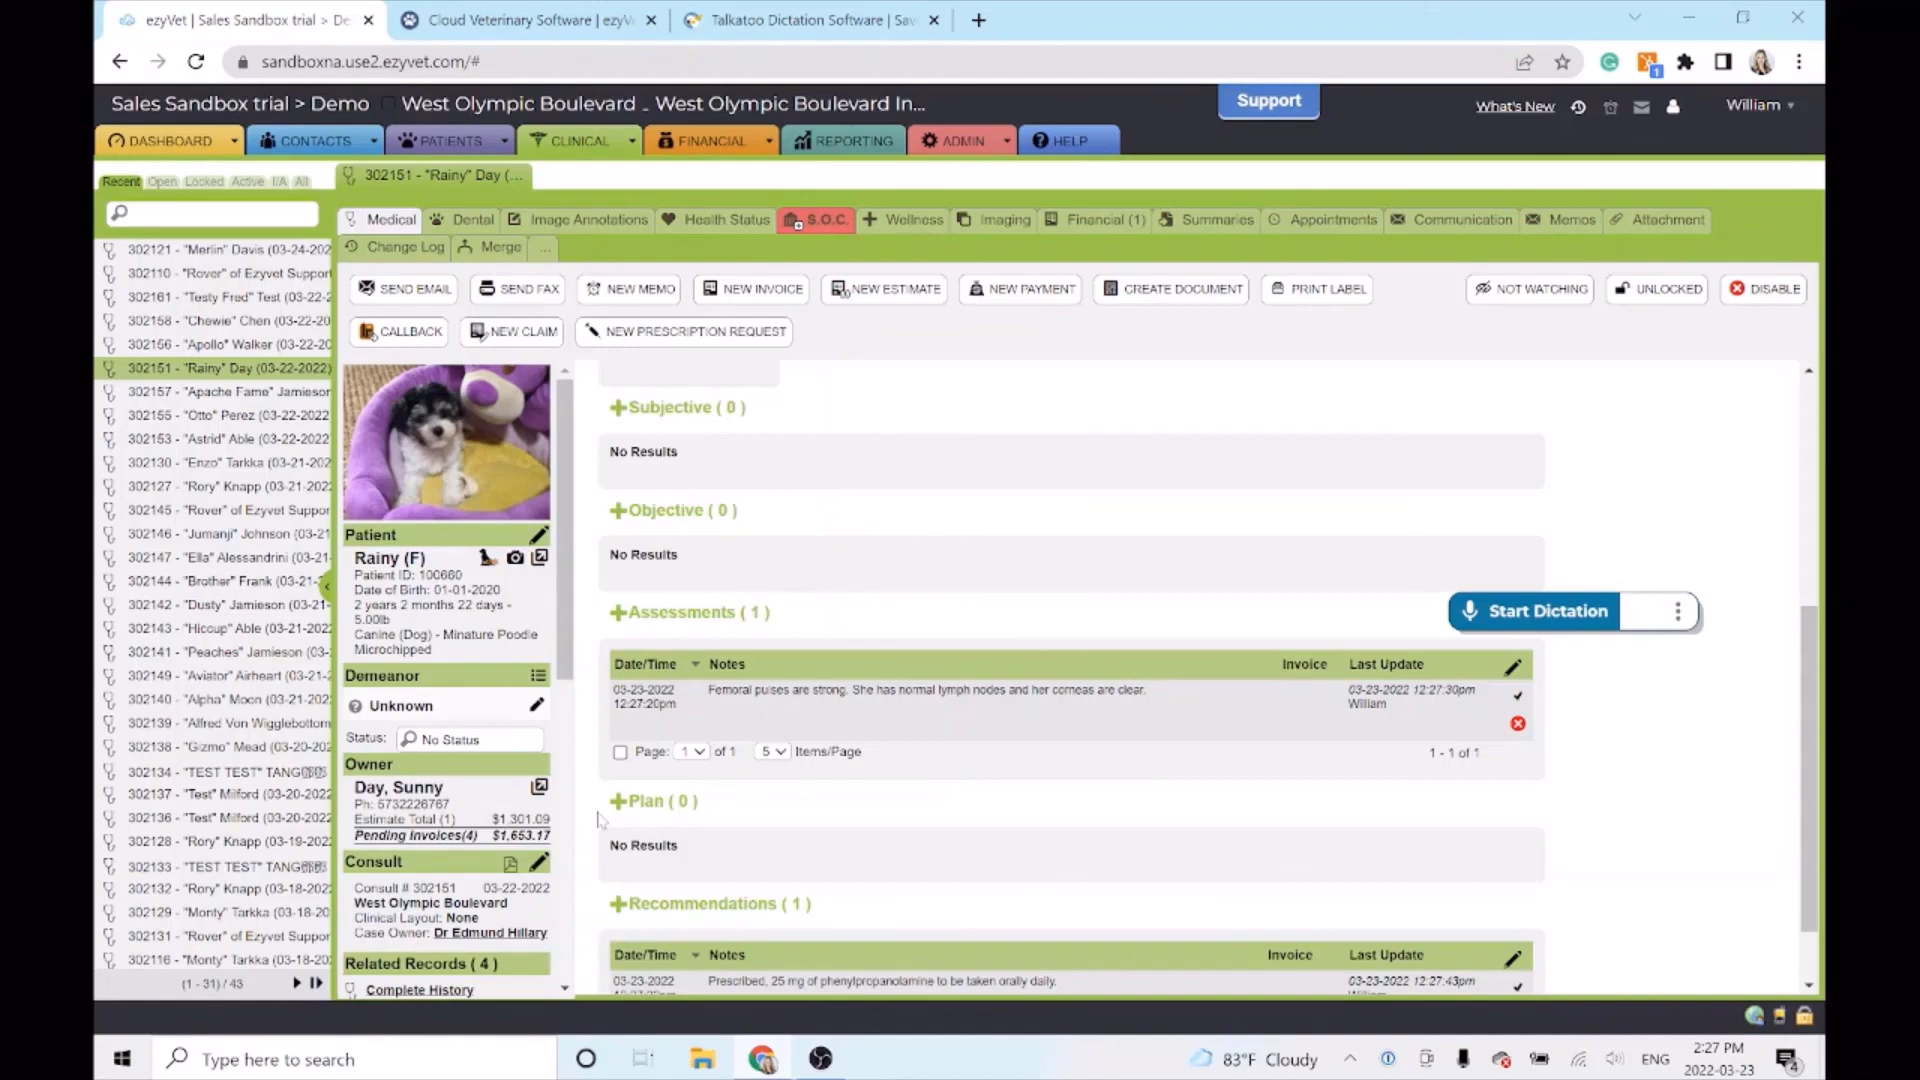 ezyVet | Sales Sandbox trial > De
Cloud Veterinary Software | ezyV
Talkatoo Dictation Software | Sav
sandboxna.use2.ezyvet.com/#
Sales Sandbox trial > Demo West Olympic Boulevard - West Olympic Boulevard In...
Support
What's New
William
DASHBOARD
CONTACTS
PATIENTS
CLINICAL
FINANCIAL
REPORTING
ADMIN
HELP
Recent Open Locked Active I/A All
302151 - "Rainy" Day (...
Medical
Dental
Image Annotations
Health Status
S.O.C.
Wellness
Imaging
Financial (1)
Summaries
Appointments
Communication
Memos
Attachment
Change Log
Merge
...
SEND EMAIL
SEND FAX
NEW MEMO
NEW INVOICE
NEW ESTIMATE
NEW PAYMENT
CREATE DOCUMENT
PRINT LABEL
NOT WATCHING
UNLOCKED
DISABLE
CALLBACK
NEW CLAIM
NEW PRESCRIPTION REQUEST
302121 - "Merlin" Davis (03-24-202
302110 - "Rover" of Ezyvet Support
302161 - "Testy Fred" Test (03-22-2
302158 - "Chewie" Chen (03-22-20
302156 - "Apollo" Walker (03-22-20
302151 - "Rainy" Day (03-22-2022)
302157 - "Apache Fame" Jamieson
302155 - "Otto" Perez (03-22-2022
302153 - "Astrid" Able (03-22-2022
302130 - "Enzo" Tarkka (03-21-202
302127 - "Rory" Knapp (03-21-2022
302145 - "Rover" of Ezyvet Suppor
302146 - "Jumanji" Johnson (03-21
302147 - "Ella" Alessandrini (03-21-
302144 - "Brother" Frank (03-21-2
302142 - "Dusty" Jamieson (03-21-
302143 - "Hiccup" Able (03-21-2022
302141 - "Peaches" Jamieson (03-
302149 - "Aviator" Airheart (03-21-2
302140 - "Alpha" Moon (03-21-202
302139 - "Alfred Von Wigglebottom
302138 - "Gizmo" Mead (03-20-202
302134 - "TEST TEST" TANG
302137 - "Test" Milford (03-20-2022
302136 - "Test" Milford (03-20-2022
302128 - "Rory" Knapp (03-19-2022
302133 - "TEST TEST" TANG
302132 - "Rory" Knapp (03-18-2022
302129 - "Monty" Tarkka (03-18-20
302131 - "Rover" of Ezyvet Suppor
302116 - "Monty" Tarkka (03-18-20
(1 - 31) / 43
Patient
Rainy (F)
Patient ID: 100660
Date of Birth: 01-01-2020
2 years 2 months 22 days -
5.00lb
Canine (Dog) - Minature Poodle
Microchipped
Demeanor
Unknown
Status: No Status
Owner
Day, Sunny
Ph: 5732226767
Estimate Total (1) $1,301.09
Pending Invoices(4) $1,653.17
Consult
Consult # 302151 03-22-2022
West Olympic Boulevard
Clinical Layout: None
Case Owner: Dr Edmund Hillary
Related Records ( 4 )
Complete History
Subjective ( 0 )
No Results
Objective ( 0 )
No Results
Start Dictation
Assessments ( 1 )
Date/Time Notes Invoice Last Update
03-23-2022 Femoral pulses are strong. She has normal lymph nodes and her corneas are clear. 03-23-2022 12:27:30pm
12:27:20pm William
Page: 1 of 1 5 Items/Page 1 - 1 of 1
Plan ( 0 )
No Results
Recommendations ( 1 )
Date/Time Notes Invoice Last Update
03-23-2022 Prescribed, 25 mg of phenylpropanolamine to be taken orally daily. 03-23-2022 12:27:43pm
Type here to search
83°F Cloudy
ENG
2:27 PM
2022-03-23
4